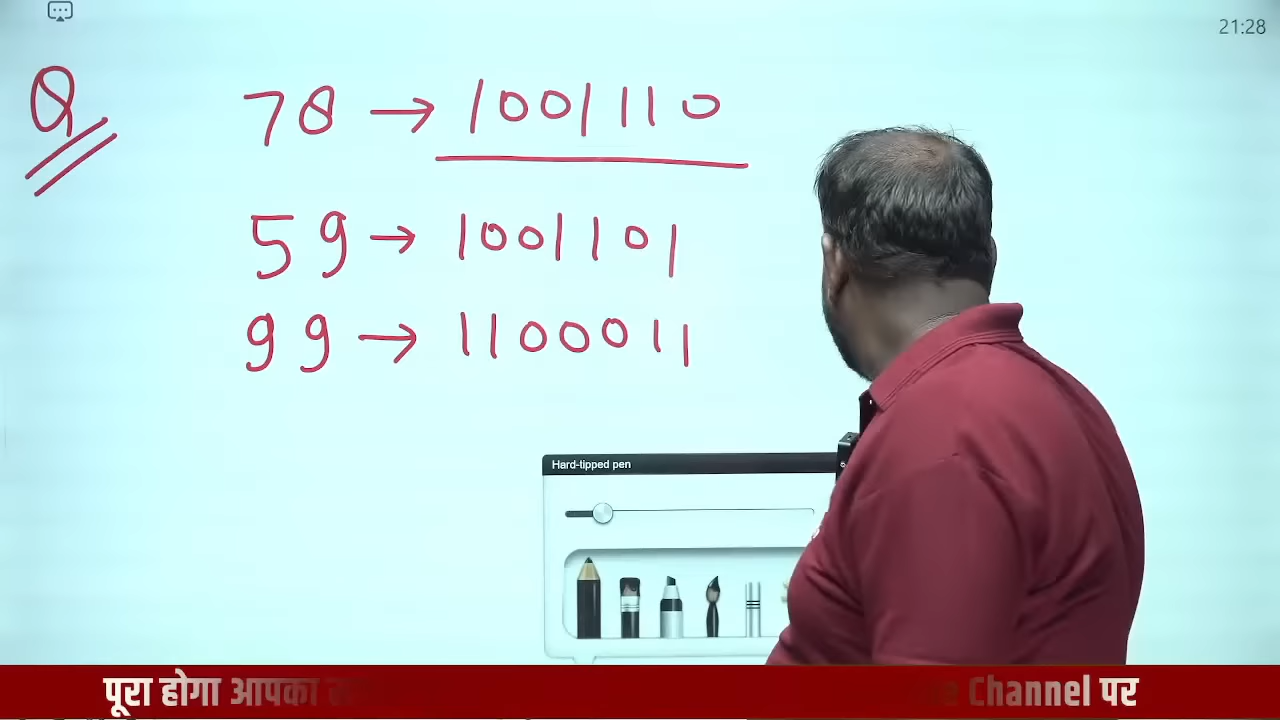 21:28
Q
78 → 1001110
59 → 1001101
99 → 1100011
Hard-tipped pen
पूरा होगा आपका Channel पर